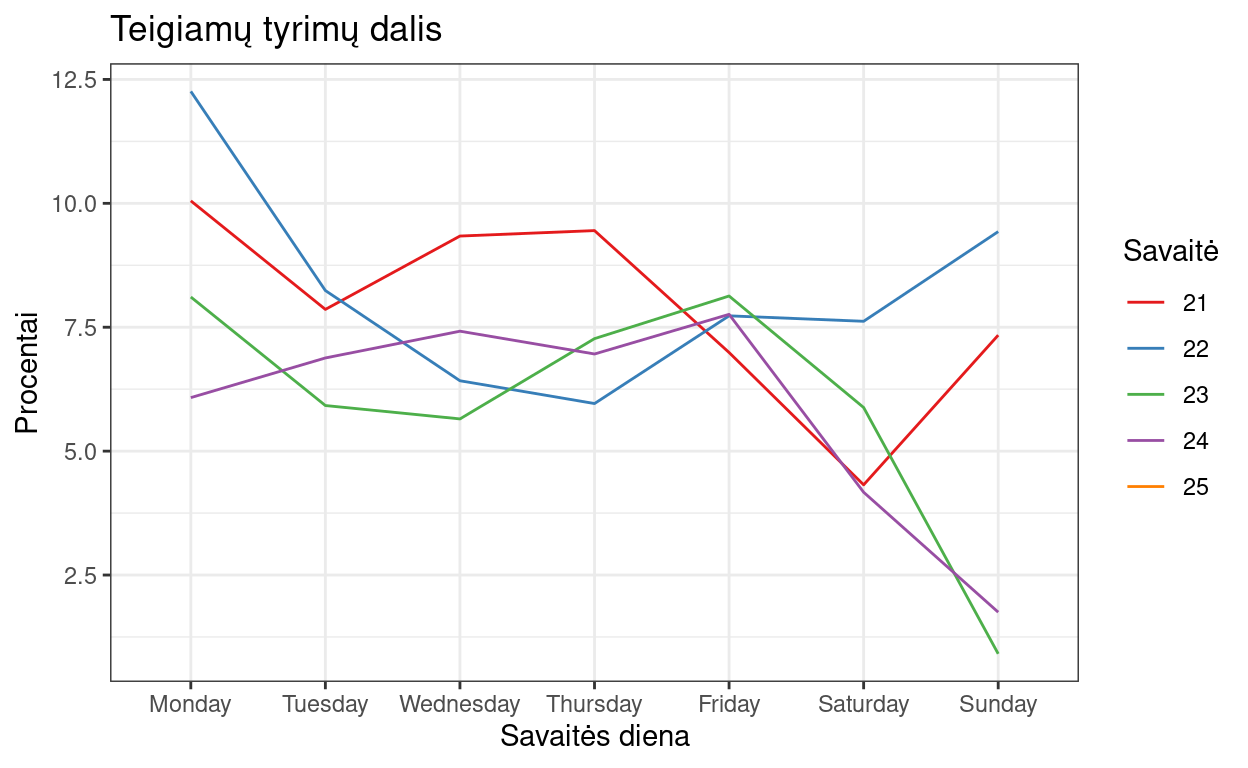 Teigiamų tyrimų dalis
12.5
10.0
7.5
5.0
2.5
Procentai
Monday Tuesday Wednesday Thursday Friday Saturday Sunday
Savaitės diena
Savaitė
21
22
23
24
25